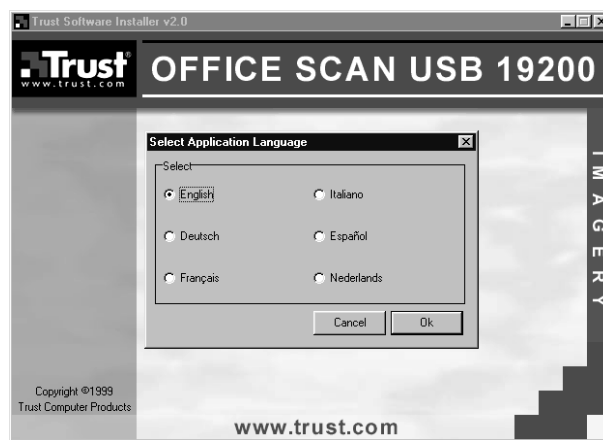 Trust Software Installer v2.0
Trust
www.trust.com
OFFICE SCAN USB 19200
Select Application Language
Select
English
Italiano
Deutsch
Español
Français
Nederlands
Cancel
Ok
IMAGERY
Copyright ©1999
Trust Computer Products
www.trust.com